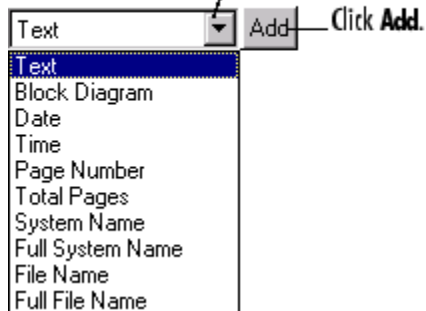 Text Add Click Add.
Text
Block Diagram
Date
Time
Page Number
Total Pages
System Name
Full System Name
File Name
Full File Name